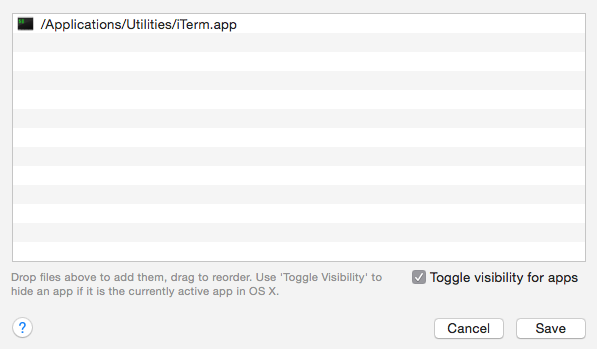 /Applications/Utilities/iTerm.app
Drop files above to add them, drag to reorder. Use 'Toggle Visibility' to
hide an app if it is the currently active app in OS X.
Toggle visibility for apps
?
Cancel
Save